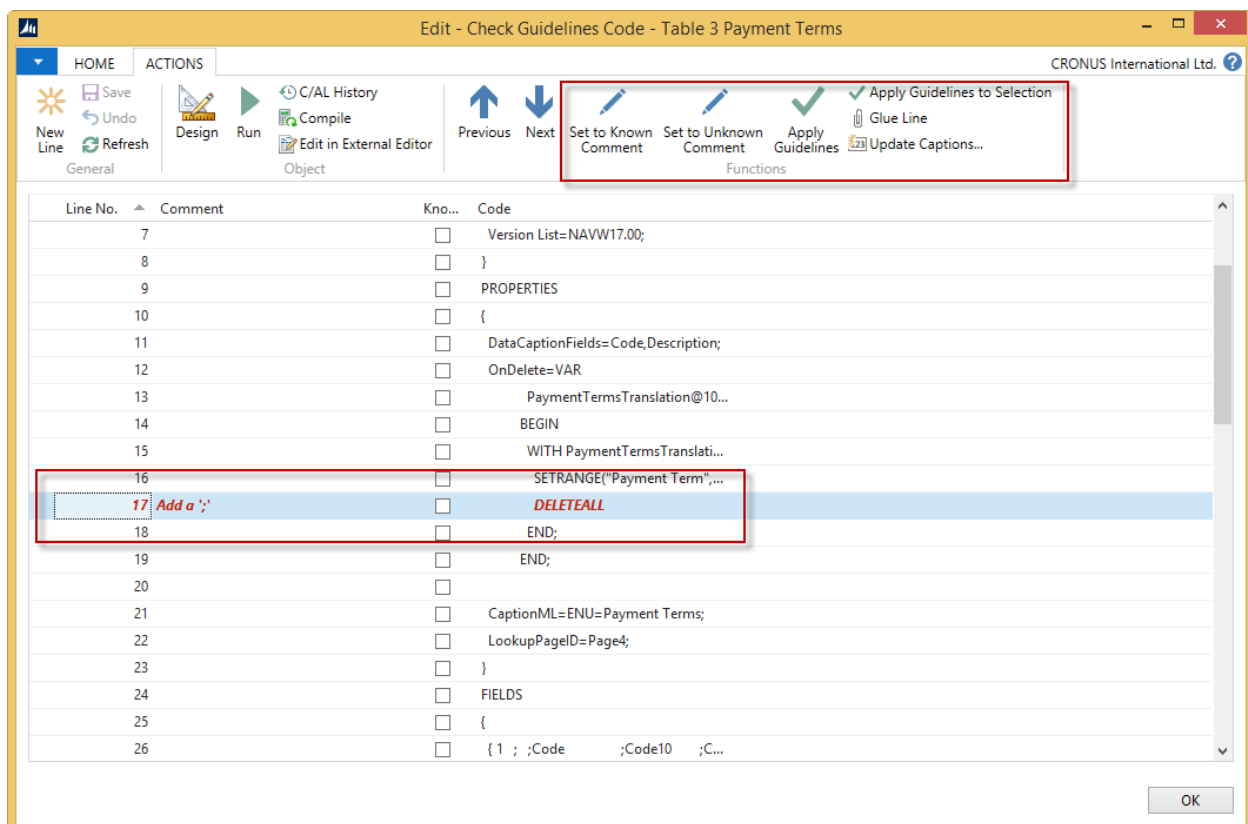 Edit - Check Guidelines Code - Table 3 Payment Terms
HOME ACTIONS CRONUS International Ltd.
New Line
Save
Undo
Refresh
General
Design
Run
C/AL History
Compile
Edit in External Editor
Object
Previous
Next
Set to Known Comment
Set to Unknown Comment
Apply Guidelines
Apply Guidelines to Selection
Glue Line
Update Captions...
Functions
Line No. Comment Kno... Code
7 Version List=NAVW17.00;
8 }
9 PROPERTIES
10 {
11 DataCaptionFields=Code,Description;
12 OnDelete=VAR
13 PaymentTermsTranslation@10...
14 BEGIN
15 WITH PaymentTermsTranslati...
16 SETRANGE("Payment Term",...
17 Add a ';' DELETEALL
18 END;
19 END;
20
21 CaptionML=ENU=Payment Terms;
22 LookupPageID=Page4;
23 }
24 FIELDS
25 {
26 { 1 ; ;Code ;Code10 ;C...
OK